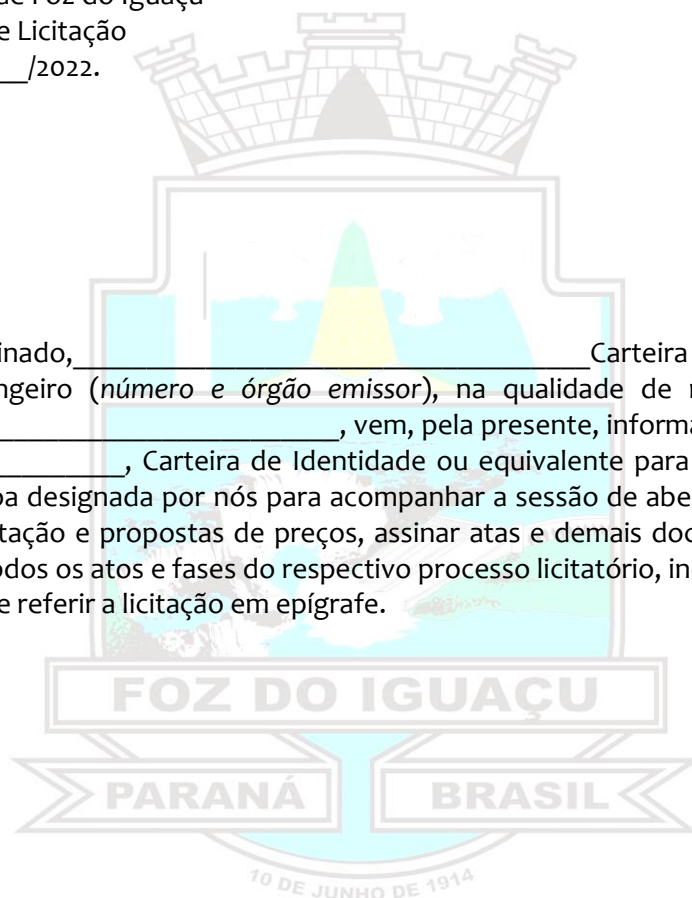 de Foz do Iguaçu
e Licitação
__/2022.
inado,___________________________________Carteira
ngeiro (número e órgão emissor), na qualidade de r
_______________________, vem, pela presente, informa
_________, Carteira de Identidade ou equivalente para
oa designada por nós para acompanhar a sessão de abe
tação e propostas de preços, assinar atas e demais doc
odos os atos e fases do respectivo processo licitatório, in
e referir a licitação em epígrafe.
FOZ DO IGUAÇU
PARANÁ BRASIL
10 DE JUNHO DE 1914